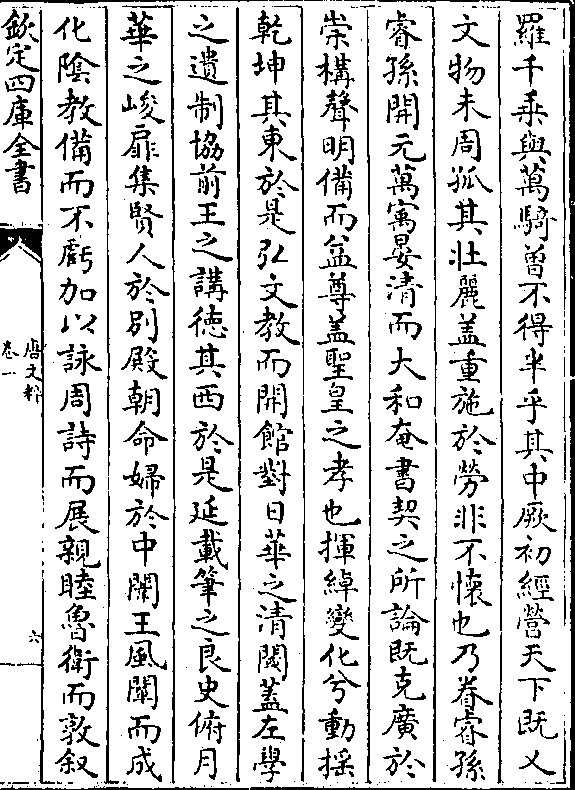 羅千乘與萬騎曽不得半乎其中厥初經營天下既乂
文物未周孤其壯麗蓋重施於勞非不懐也乃眷睿孫
睿孫開元萬㝢晏清而大和奄書契之所論既克廣於
崇構聲明備而益尊盖聖皇之孝也揮綽變化兮動揺
乾坤其東於是弘文教而開館對日華之清閟蓋左學
之遺制協前王之講徳其西於是延載筆之良史俯月
華之峻扉集賢人於别殿朝命婦於中闈王風闡而成
化陰教備而不虧加以詠周詩而展親睦魯衛而敦叙
欽定四庫全書
唐文粹
卷一
六